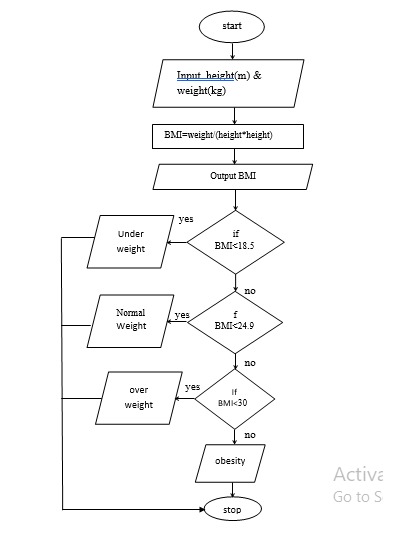 start
Input height(m) &
weight(kg)
BMI=weight/(height*height)
Output BMI
yes
Under
weight
if
BMI<18.5
no
Normal
Weight
yes
f
BMI<24.9
no
over
weight
yes
If
BMI<30
no
obesity
stop
Activa
Go to S